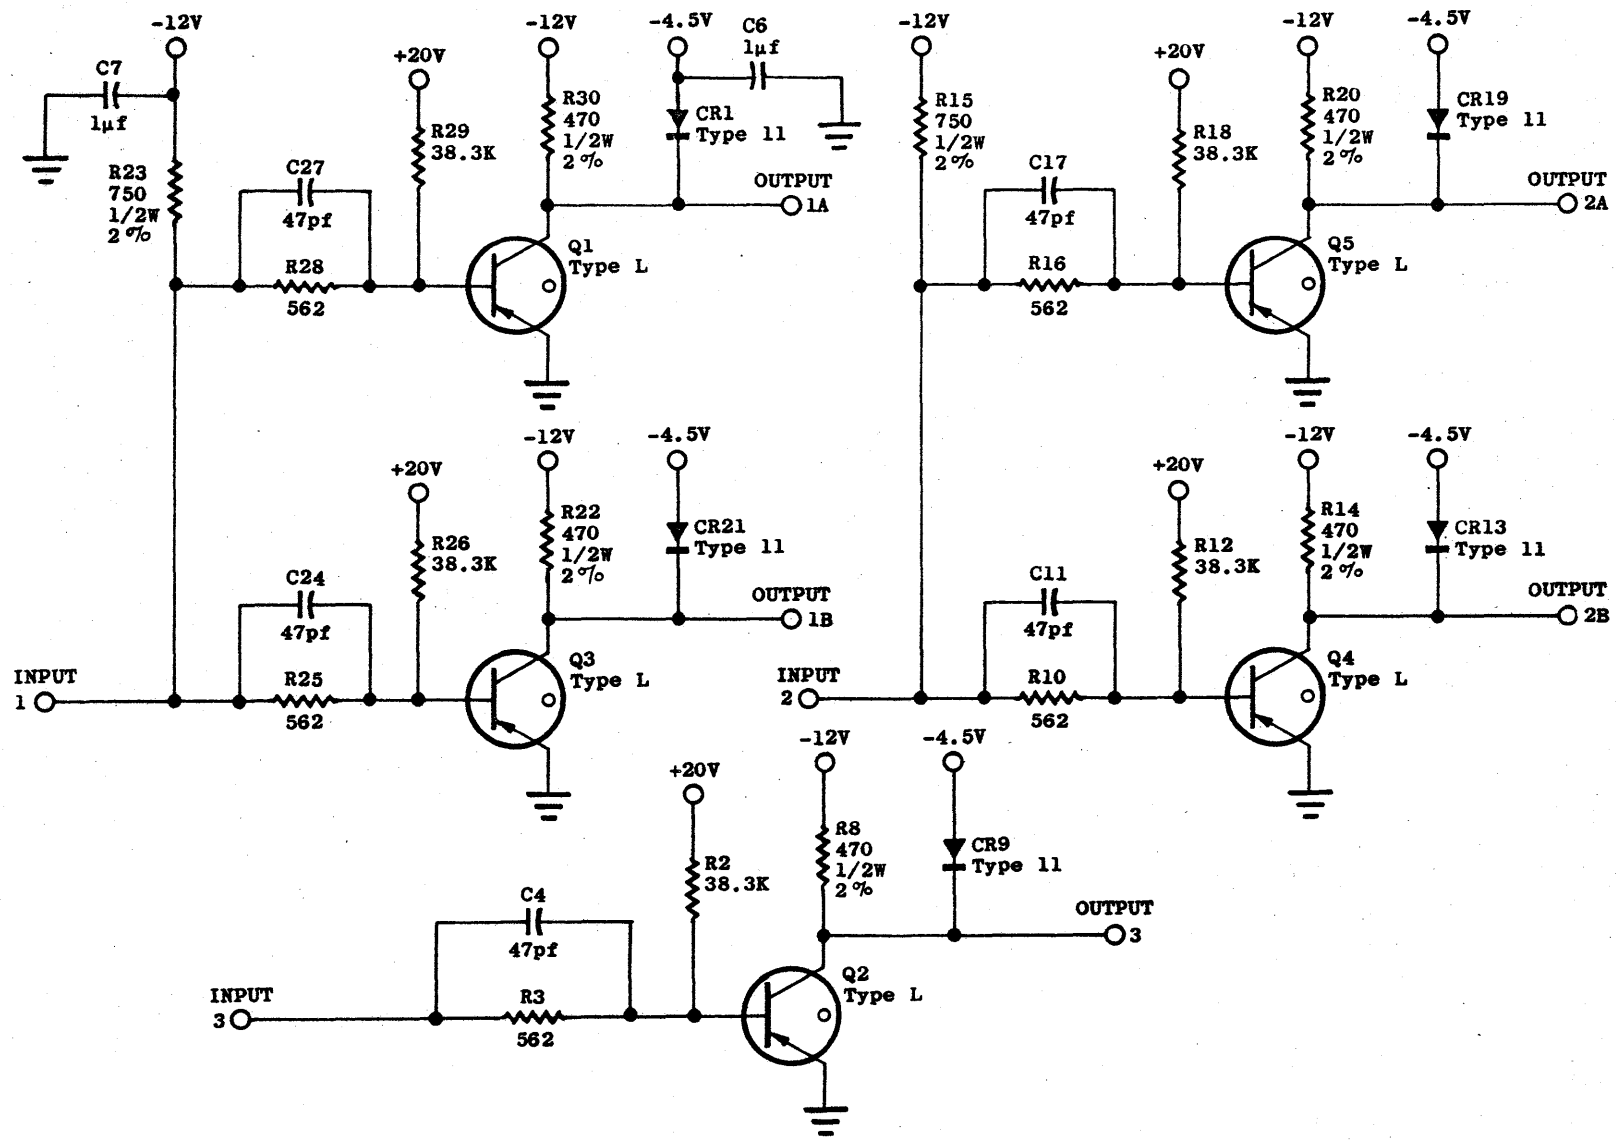 -12V
C7
1µf
R23
750
1/2W
2%
C27
47pf
R28
562
+20V
R29
38.3K
-12V
R30
470
1/2W
2%
-4.5V
C6
1µf
CR1
Type 11
OUTPUT
1A
Q1
Type L
-12V
R15
750
1/2W
2%
C17
47pf
R16
562
+20V
R18
38.3K
-12V
R20
470
1/2W
2%
-4.5V
CR19
Type 11
OUTPUT
2A
Q5
Type L
INPUT
1
C24
47pf
R25
562
+20V
R26
38.3K
-12V
R22
470
1/2W
2%
-4.5V
CR21
Type 11
OUTPUT
1B
Q3
Type L
INPUT
2
C11
47pf
R10
562
+20V
R12
38.3K
-12V
R14
470
1/2W
2%
-4.5V
CR13
Type 11
OUTPUT
2B
Q4
Type L
INPUT
3
C4
47pf
R3
562
+20V
R2
38.3K
-12V
R8
470
1/2W
2%
-4.5V
CR9
Type 11
OUTPUT
3
Q2
Type L